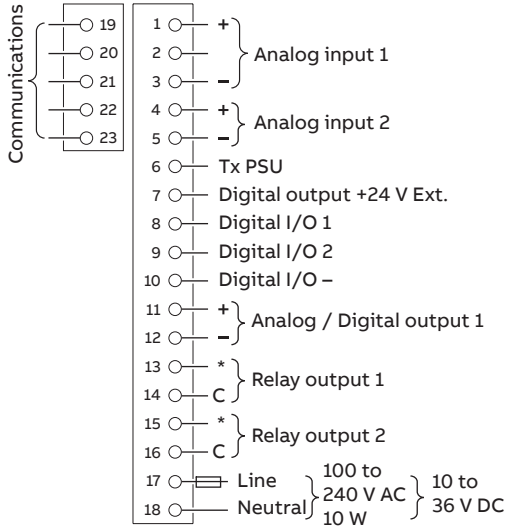 Communications
19
20
21
22
23
1 +
2
3 –
Analog input 1
4 +
5 –
Analog input 2
6 Tx PSU
7 Digital output +24 V Ext.
8 Digital I/O 1
9 Digital I/O 2
10 Digital I/O –
11 +
12 –
Analog / Digital output 1
13 *
14 C
Relay output 1
15 *
16 C
Relay output 2
17 Line
18 Neutral
100 to
240 V AC
10 W
10 to
36 V DC